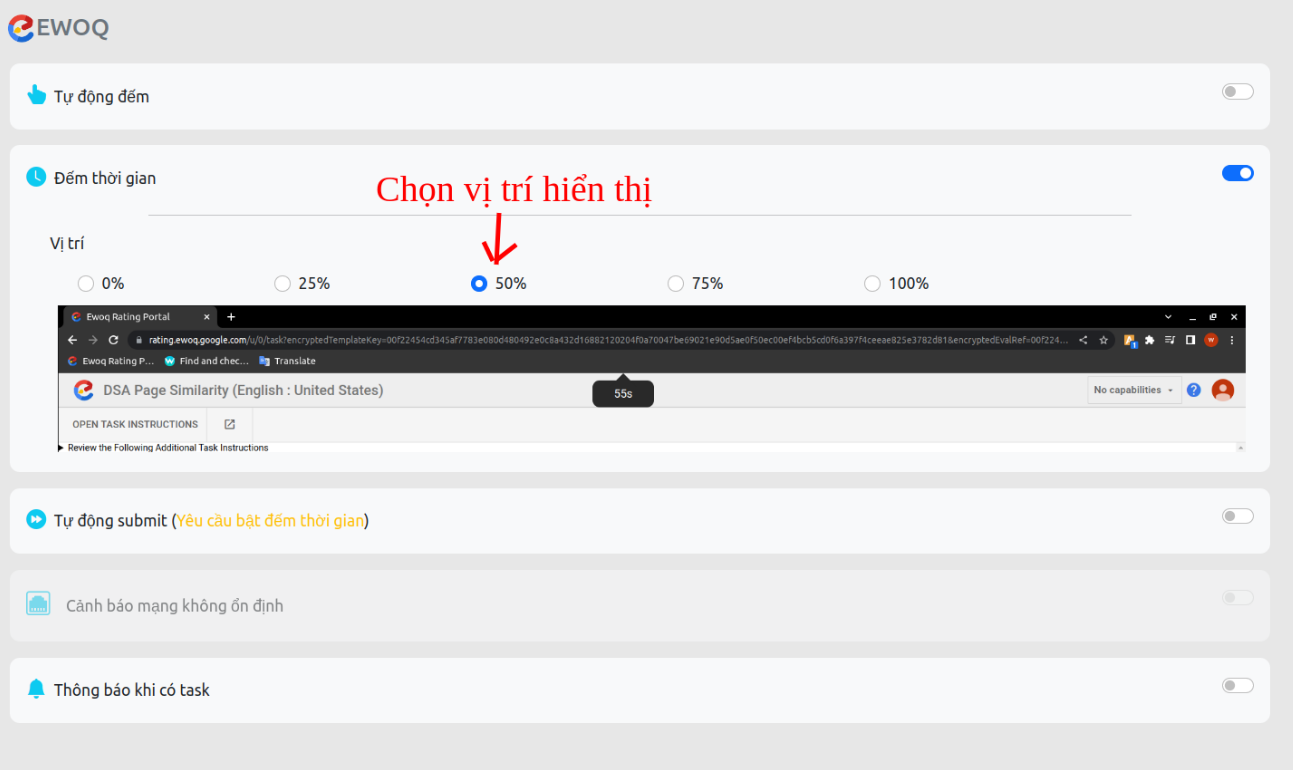 EWOQ
Tự động đếm
Đếm thời gian
Chọn vị trí hiển thị
Vị trí
0% 25% 50% 75% 100%
Ewoq Rating Portal
rating.ewoq.google.com/u/0/task?encryptedTemplateKey=00f22454cd345af7783e080d480492e0c8a432d16882120204f0a70047be69021e90d5ae0f50ec00ef4bcb5cd0f6a397f4ceeae825e3782d81&encryptedEvalRef=00f224...
Ewoq Rating P... Find and chec... Translate
DSA Page Similarity (English : United States) 55s No capabilities
OPEN TASK INSTRUCTIONS
Review the Following Additional Task Instructions
Tự động submit (Yêu cầu bật đếm thời gian)
Cảnh báo mạng không ổn định
Thông báo khi có task